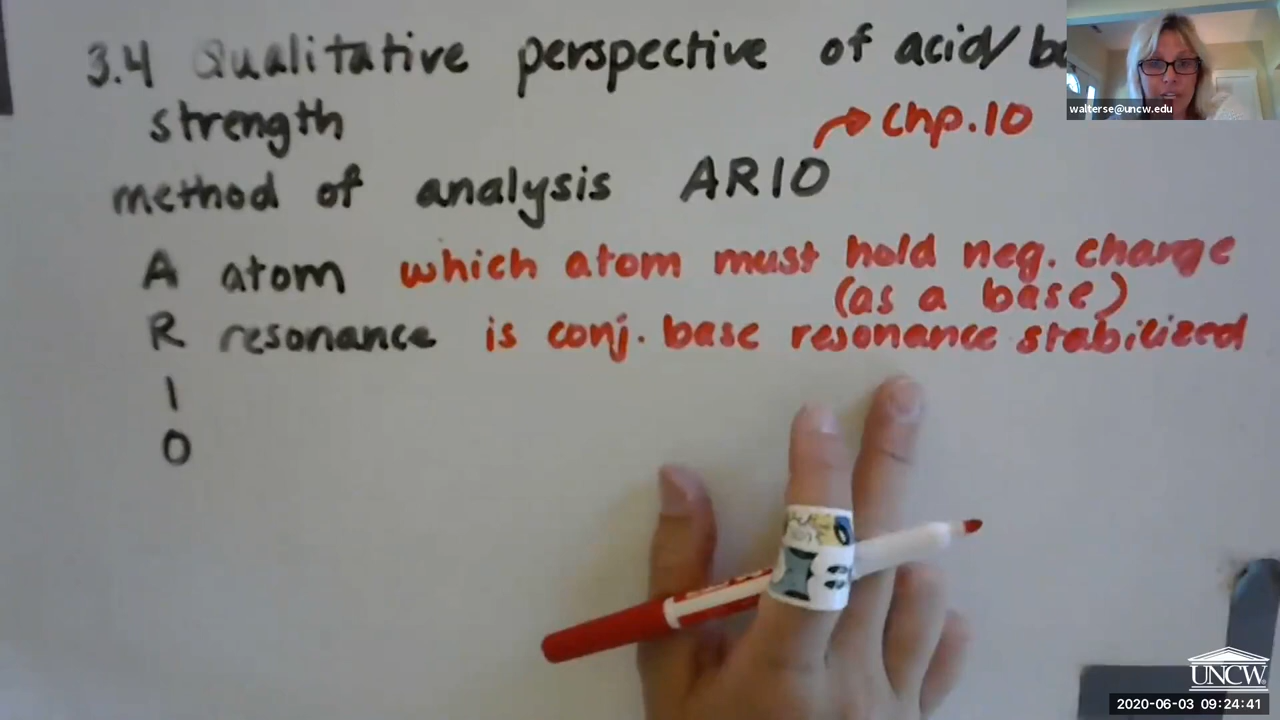 3.4 Qualitative perspective of acid/
strength
chp.10
method of analysis ARIO
A atom which atom must hold neg. charge
(as a base)
R resonance is conj. base resonance stabilized
I
O
walterse@uncw.edu
UNCW
2020-06-03 09:24:41